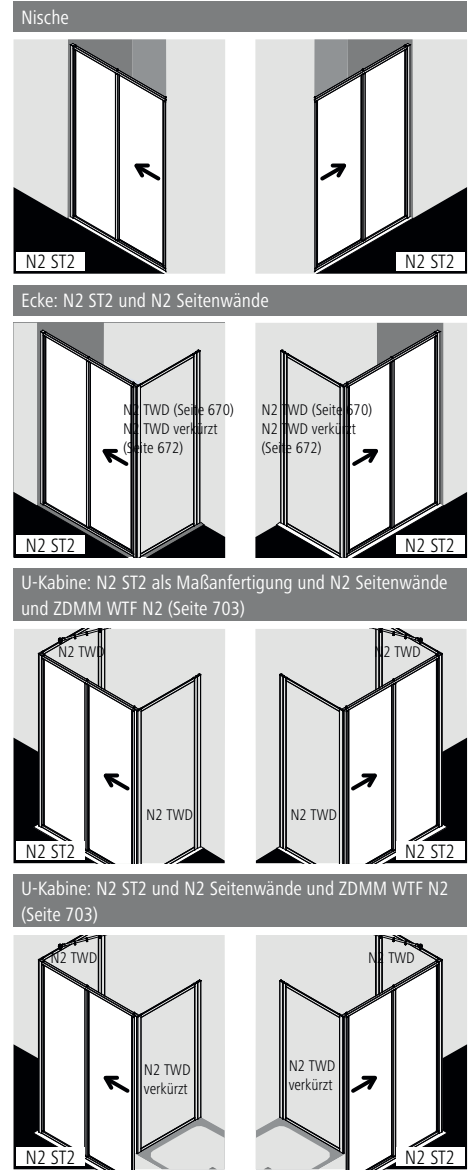 Nische
N2 ST2
N2 ST2
Ecke: N2 ST2 und N2 Seitenwände
N2 TWD (Seite 670)
N2 TWD verkürzt
(Seite 672)
N2 ST2
N2 TWD (Seite 670)
N2 TWD verkürzt
(Seite 672)
N2 ST2
U-Kabine: N2 ST2 als Maßanfertigung und N2 Seitenwände
und ZDMM WTF N2 (Seite 703)
N2 TWD
N2 TWD
N2 ST2
N2 TWD
N2 TWD
N2 ST2
U-Kabine: N2 ST2 und N2 Seitenwände und ZDMM WTF N2
(Seite 703)
N2 TWD
N2 TWD
verkürzt
N2 ST2
N2 TWD
N2 TWD
verkürzt
N2 ST2